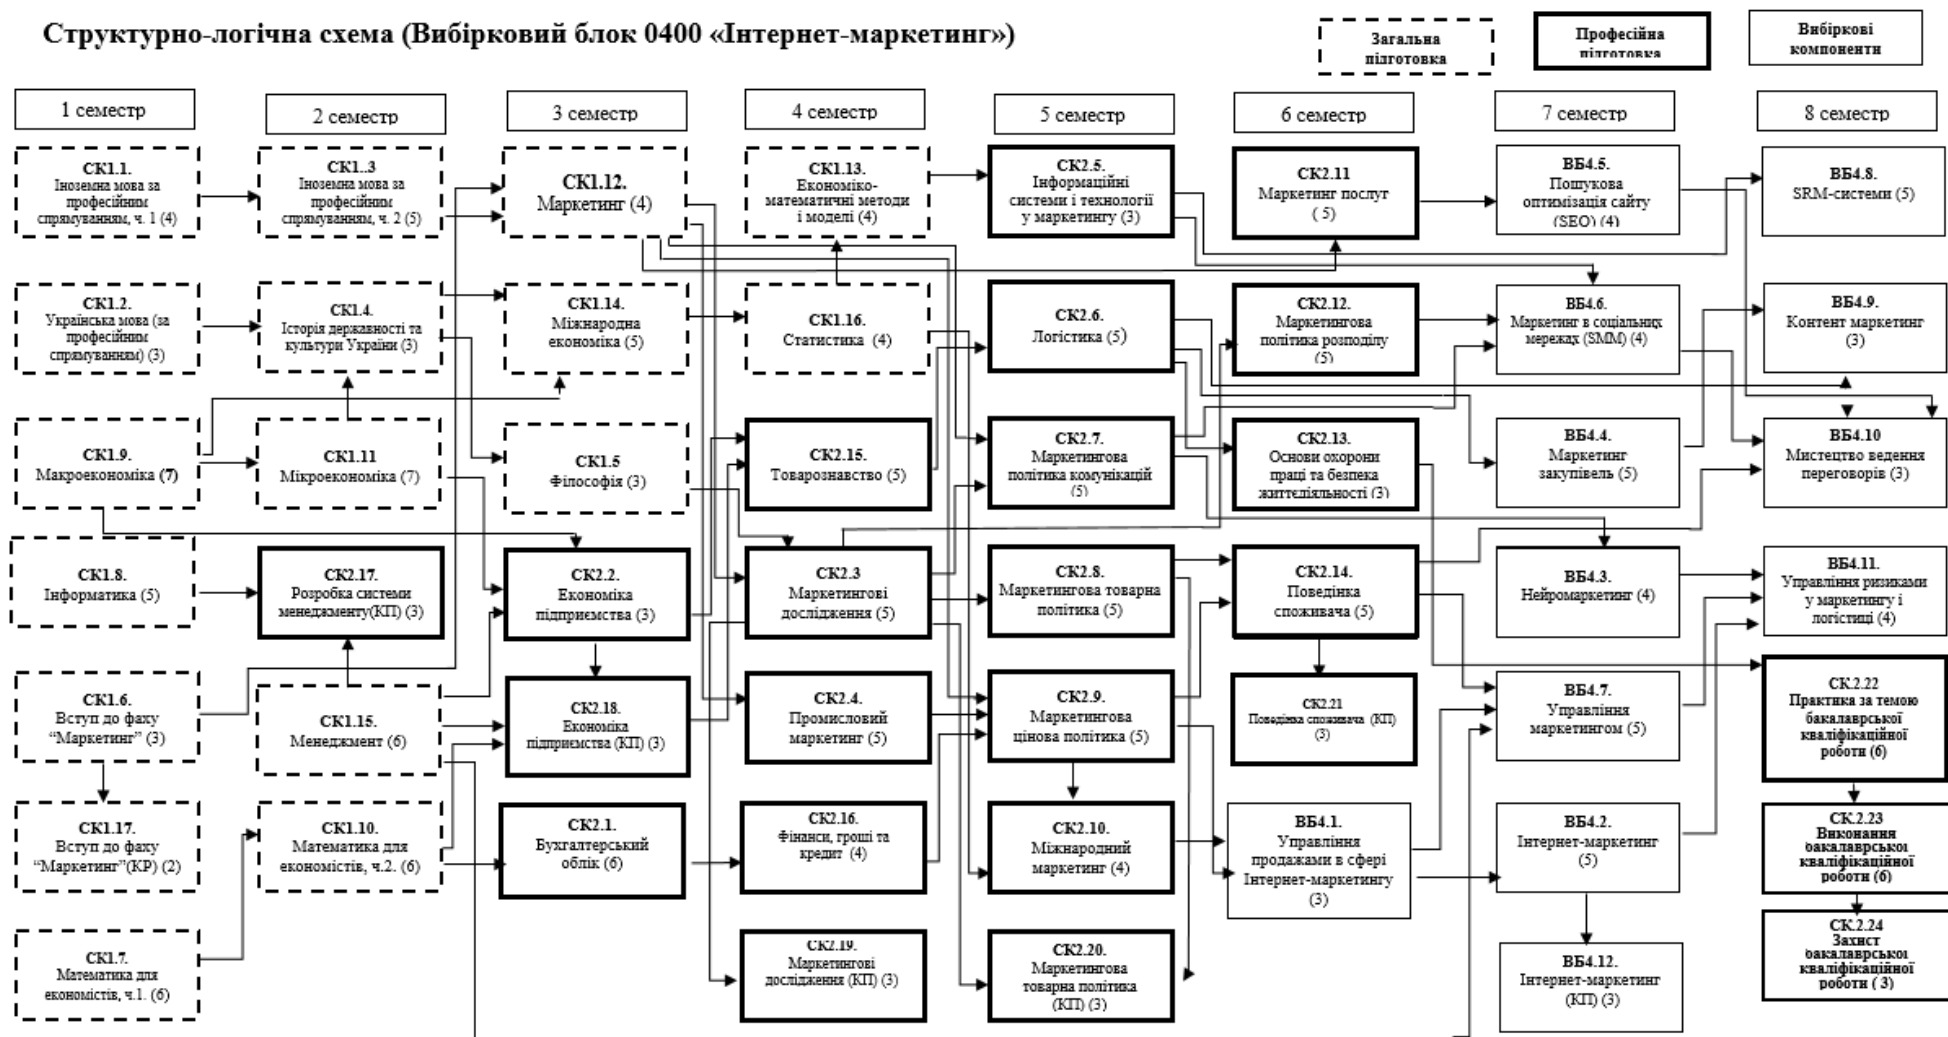 Структурно-логічна схема (Вибірковий блок 0400 «Інтернет-маркетинг»)
Загальна
підготовка
Професійна
підготовка
Вибіркові
компоненти
1 семестр
2 семестр
3 семестр
4 семестр
5 семестр
6 семестр
7 семестр
8 семестр
СК1.1.
Іноземна мова за
професійним
спрямуванням, ч. 1 (4)
СК1.2.
Українська мова (за
професійним
спрямуванням) (3)
СК1.9.
Макроекономіка (7)
СК1.8.
Інформатика (5)
СК1.6.
Вступ до фаху
“Маркетинг” (3)
СК1.17.
Вступ до фаху
“Маркетинг”(КР) (2)
СК1.7.
Математика для
економістів, ч.1. (6)
СК1..3
Іноземна мова за
професійним
спрямуванням, ч. 2 (5)
СК1.4.
Історія державності та
культури України (3)
СК1.11
Мікроекономіка (7)
СК2.17.
Розробка системи
менеджменту(КП) (3)
СК1.15.
Менеджмент (6)
СК1.10.
Математика для
економістів, ч.2. (6)
СК1.12.
Маркетинг (4)
СК1.14.
Міжнародна
економіка (5)
СК1.5
Філософія (3)
СК2.2.
Економіка
підприємства (3)
СК2.18.
Економіка
підприємства (КП) (3)
СК2.1.
Бухгалтерський
облік (6)
СК1.13.
Економіко-
математичні методи
і моделі (4)
СК1.16.
Статистика (4)
СК2.15.
Товарознавство (5)
СК2.3
Маркетингові
дослідження (5)
СК2.4.
Промисловий
маркетинг (5)
СК2.16.
Фінанси, гроші та
кредит (4)
СК2.19.
Маркетингові
дослідження (КП) (3)
СК2.5.
Інформаційні
системи і технології
у маркетингу (3)
СК2.6.
Логістика (5)
СК2.7.
Маркетингова
політика комунікацій
(5)
СК2.8.
Маркетингова товарна
політика (5)
СК2.9.
Маркетингова
цінова політика (5)
СК2.10.
Міжнародний
маркетинг (4)
СК2.20.
Маркетингова
товарна політика
(КП) (3)
СК2.11
Маркетинг послуг
( 5)
СК2.12.
Маркетингова
політика розподілу
(5)
СК2.13.
Основи охорони
праці та безпека
життєдіяльності (3)
СК2.14.
Поведінка
споживача (5)
СК2.21
Поведінка споживача (КП)
(3)
ВБ4.1.
Управління
продажами в сфері
Інтернет-маркетингу
(3)
ВБ4.5.
Пошукова
оптимізація сайту
(SEO) (4)
ВБ4.6.
Маркетинг в соціальних
мережах (SMM) (4)
ВБ4.4.
Маркетинг
закупівель (5)
ВБ4.3.
Нейромаркетинг (4)
ВБ4.7.
Управління
маркетингом (5)
ВБ4.2.
Інтернет-маркетинг
(5)
ВБ4.12.
Інтернет-маркетинг
(КП) (3)
ВБ4.8.
SRM-системи (5)
ВБ4.9.
Контент маркетинг
(3)
ВБ4.10
Мистецтво ведення
переговорів (3)
ВБ4.11.
Управління ризиками
у маркетингу і
логістиці (4)
СК.2.22
Практика за темою
бакалаврської
кваліфікаційної
роботи (6)
СК.2.23
Виконання
бакалаврської
кваліфікаційної
роботи (6)
СК.2.24
Захист
бакалаврської
кваліфікаційної
роботи ( 3)